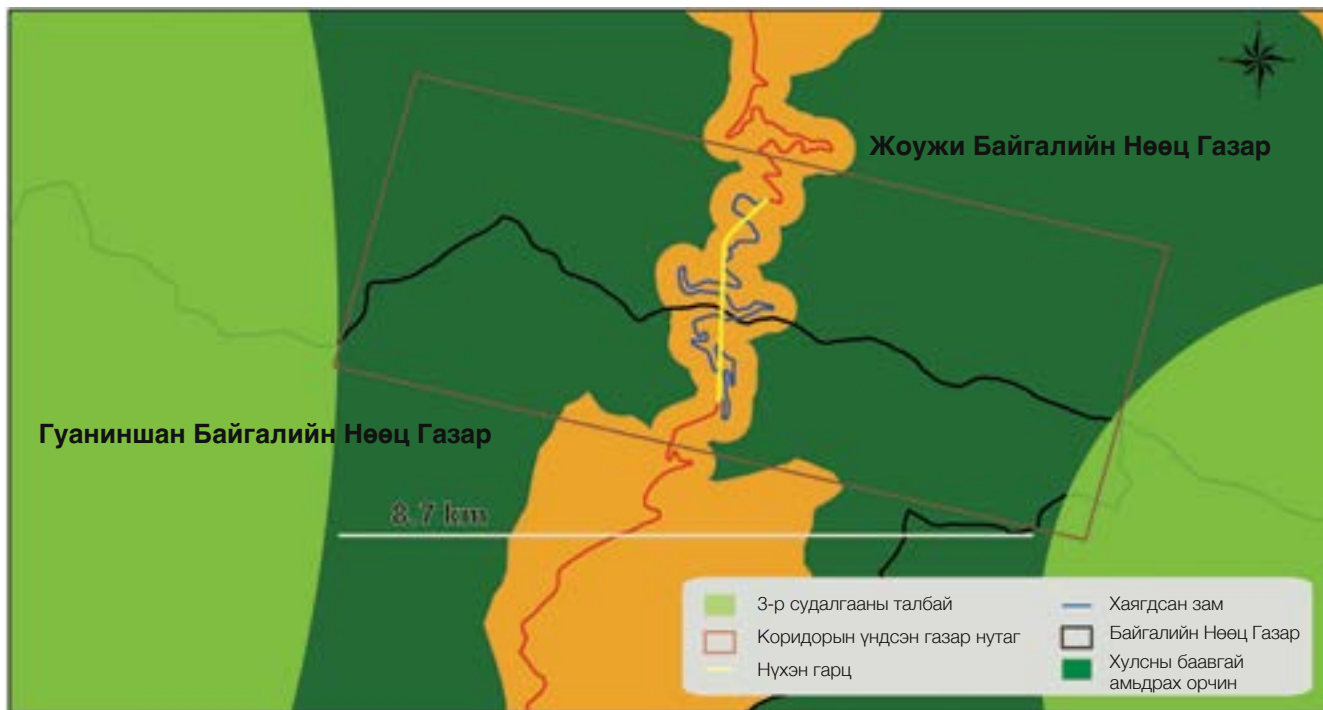 Жоужи Байгалийн Нөөц Газар
Гуаниншан Байгалийн Нөөц Газар
8.7 km
3-р судалгааны талбай
Коридорын үндсэн газар нутаг
Нүхэн гарц
Хаягдсан зам
Байгалийн Нөөц Газар
Хулсны баавгай
амьдрах орчин